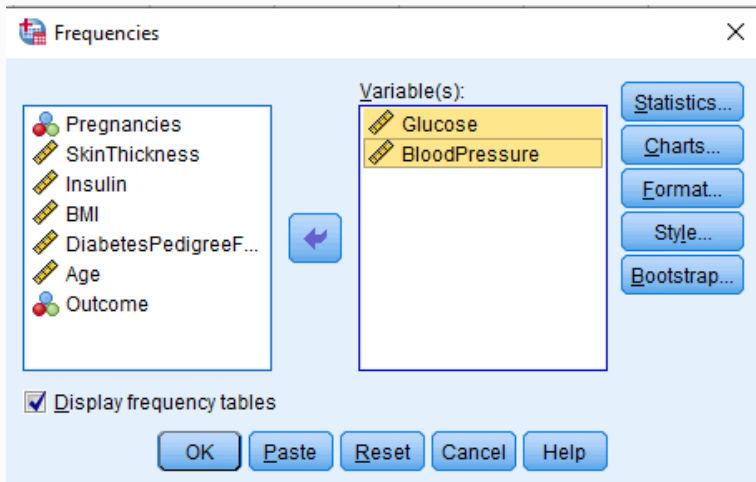 Frequencies
Variable(s):
Pregnancies
SkinThickness
Insulin
BMI
DiabetesPedigreeF...
Age
Outcome
Glucose
BloodPressure
Statistics...
Charts...
Format...
Style...
Bootstrap...
Display frequency tables
OK Paste Reset Cancel Help